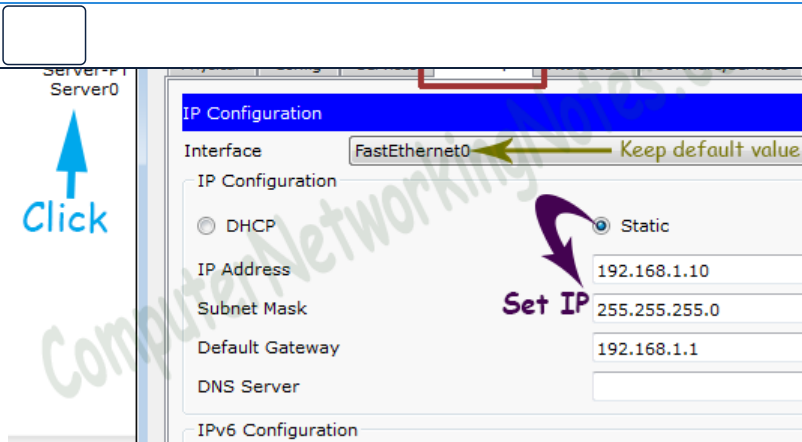 Server-PT
Server0
IP Configuration
Interface
FastEthernet0
Keep default value
IP Configuration
Click
DHCP
Static
IP Address
192.168.1.10
Set IP
Subnet Mask
255.255.255.0
Default Gateway
192.168.1.1
DNS Server
IPv6 Configuration
ComputerNetworkingNotes.co